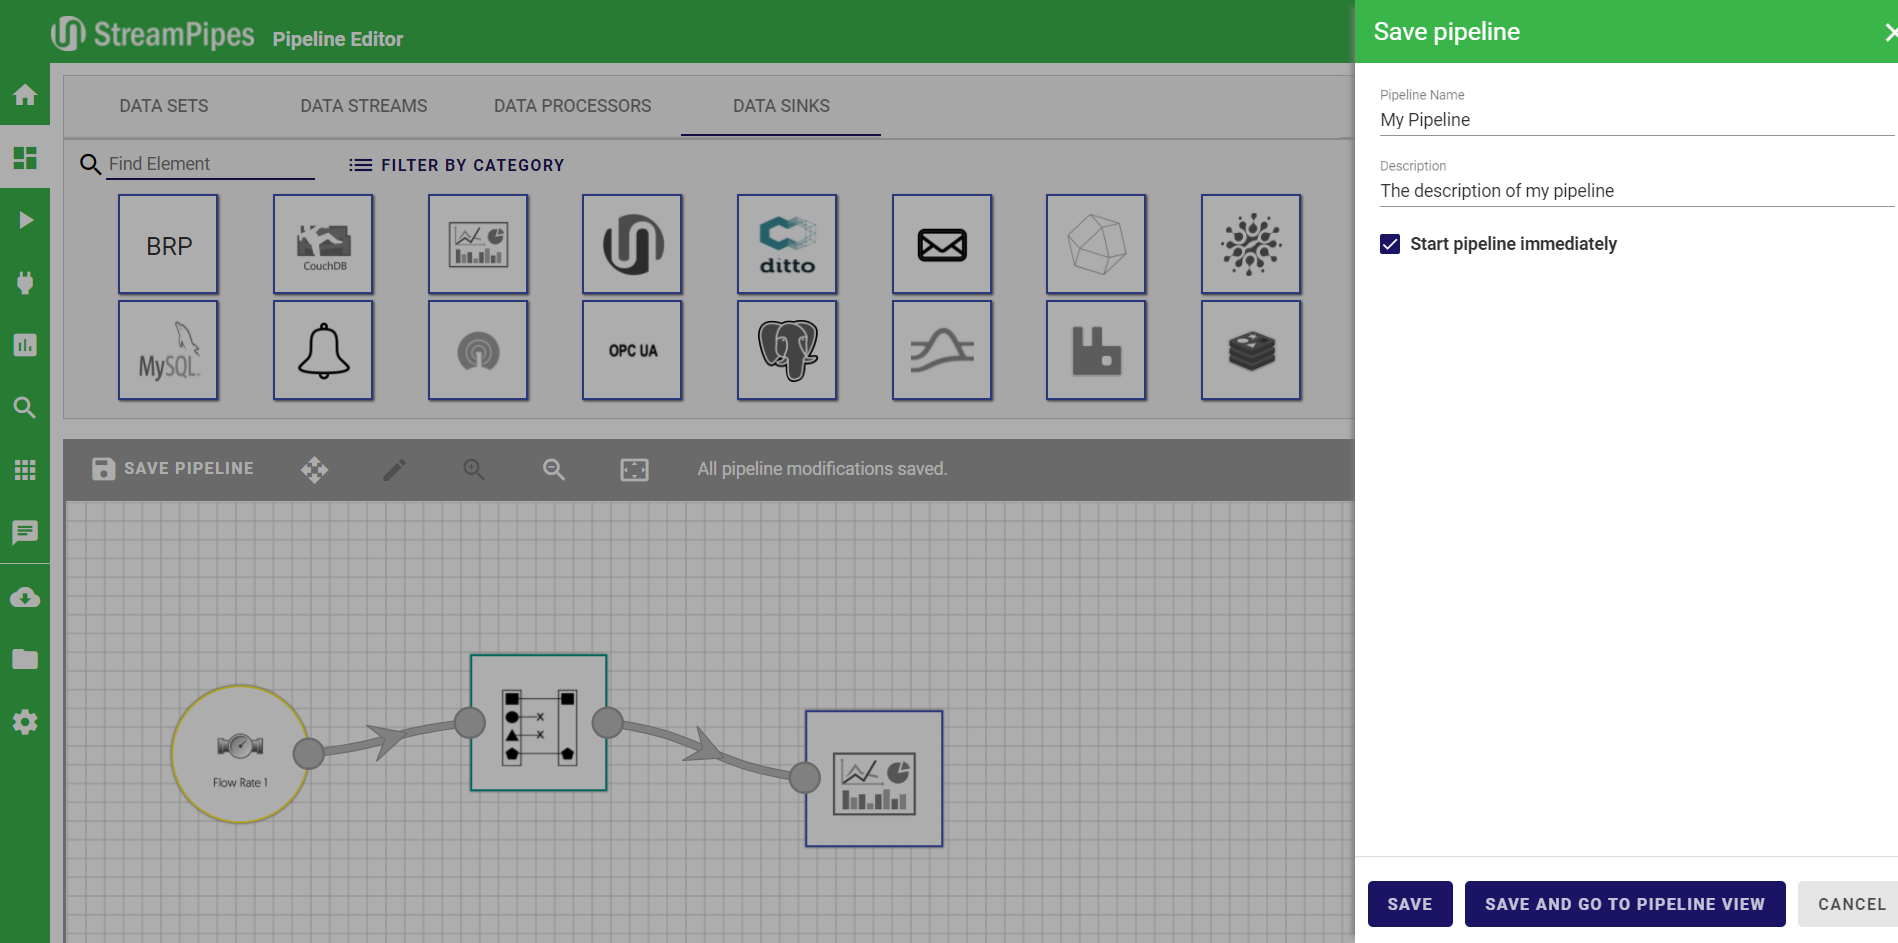 StreamPipes Pipeline Editor
Save pipeline
DATA SETS DATA STREAMS DATA PROCESSORS DATA SINKS
Find Element FILTER BY CATEGORY
BRP CouchDB ditto
MySQL OPC UA
SAVE PIPELINE All pipeline modifications saved.
Flow Rate 1
Pipeline Name
My Pipeline
Description
The description of my pipeline
Start pipeline immediately
SAVE SAVE AND GO TO PIPELINE VIEW CANCEL